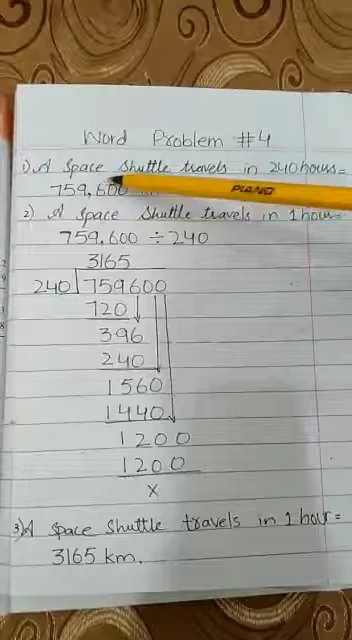 Word Problem #4
1) A Space Shuttle travels in 240 hours=
759,600
PIANO
2) A Space Shuttle travels in 1 hour=
759,600 ÷ 240
3165
240 759600
720
396
240
1560
1440
1200
1200
x
3) A Space Shuttle travels in 1 hour=
3165 km.